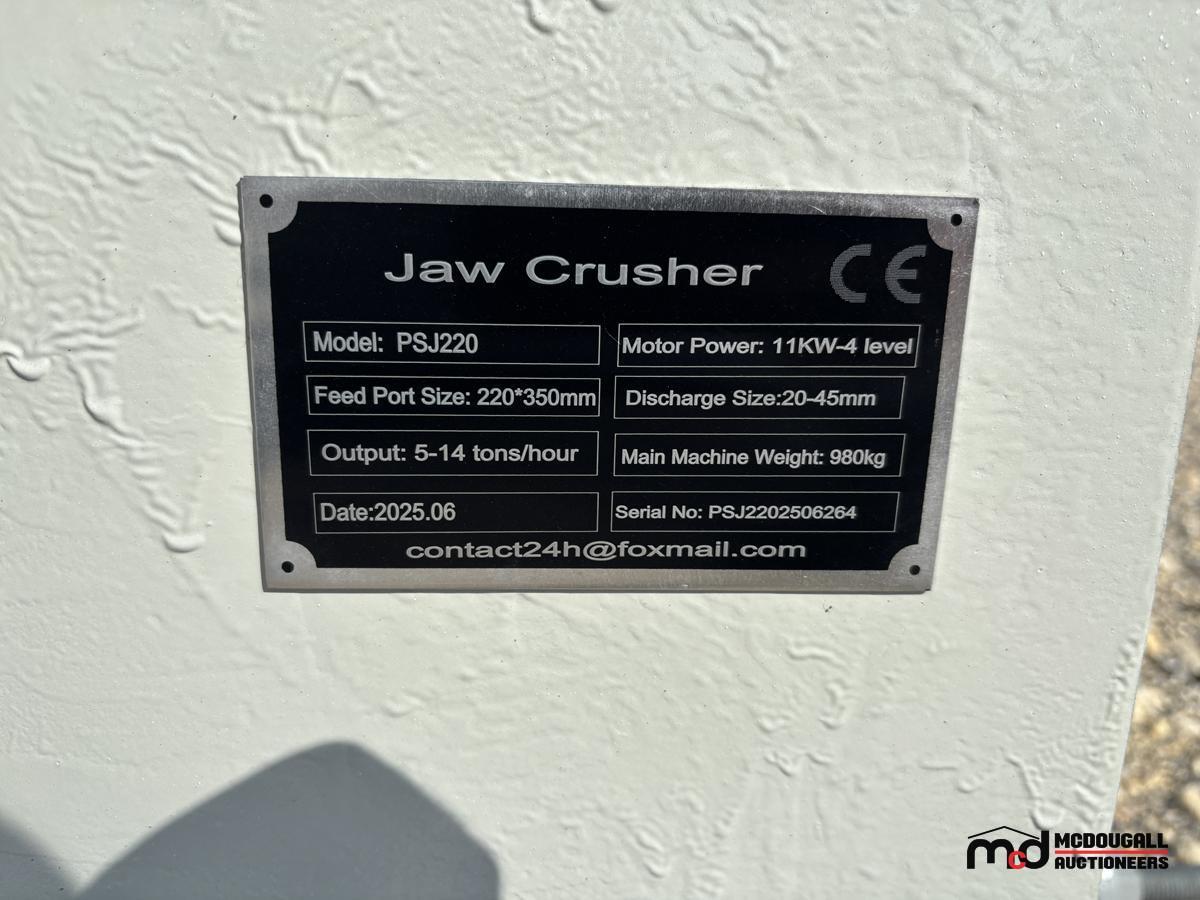 Jaw Crusher CE
Model: PSJ220 Motor Power: 11KW-4 level
Feed Port Size: 220*350mm Discharge Size:20-45mm
Output: 5-14 tons/hour Main Machine Weight: 980kg
Date:2025.06 Serial No: PSJ2202506264
contact24h@foxmail.com
mcd MCDOUGALL
AUCTIONEERS